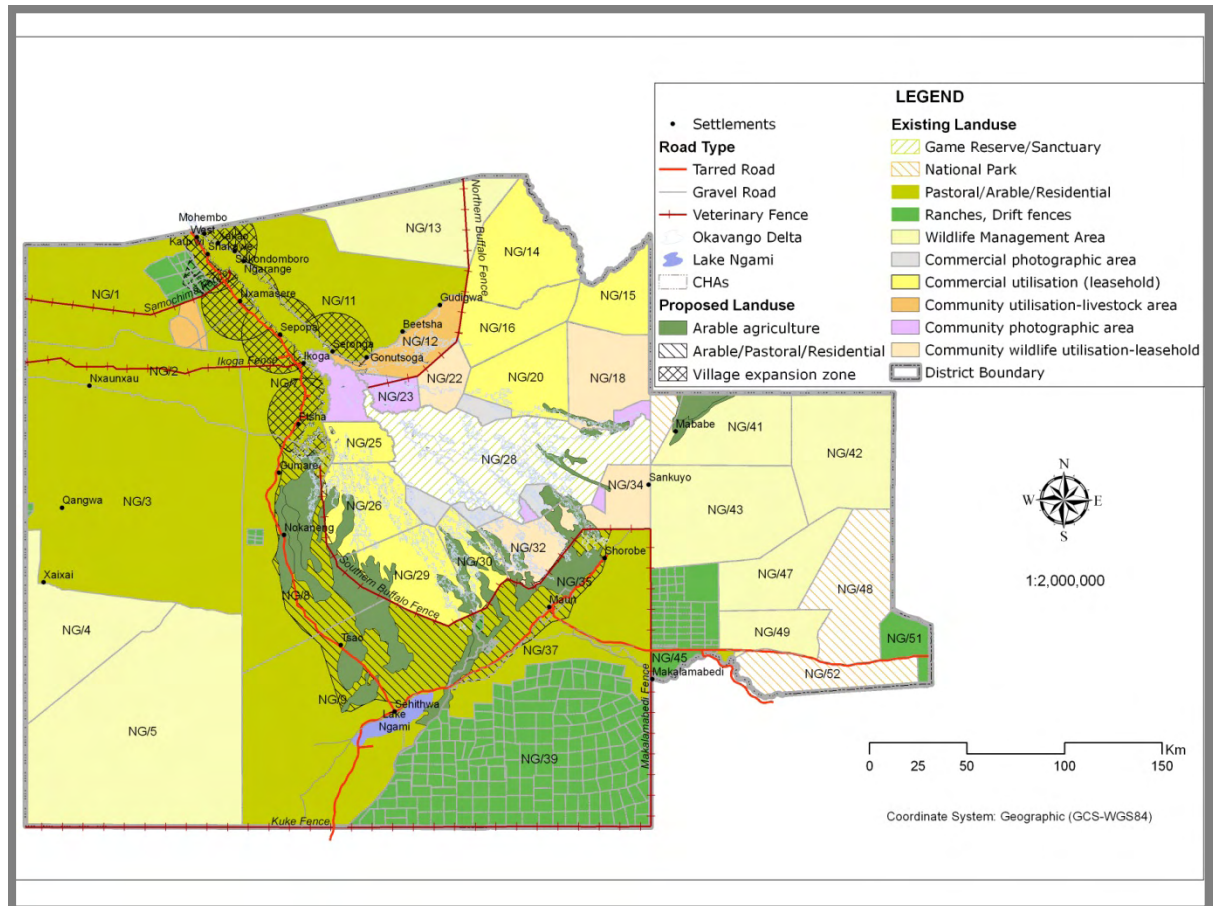 LEGEND
Settlements
Road Type
Tarred Road
Gravel Road
Veterinary Fence
Okavango Delta
Lake Ngami
CHAs
Proposed Landuse
Arable agriculture
Arable/Pastoral/Residential
Village expansion zone
Existing Landuse
Game Reserve/Sanctuary
National Park
Pastoral/Arable/Residential
Ranches, Drift fences
Wildlife Management Area
Commercial photographic area
Commercial utilisation (leasehold)
Community utilisation-livestock area
Community photographic area
Community wildlife utilisation-leasehold
District Boundary
Mohembo
West
Kauxwi
Xakao
Shakawe
Sekondomboro
Ngarange
NG/13
Northern Buffalo Fence
NG/14
NG/15
NG/1
Samochima
NG/11
Nxamasere
Gudigwa
Sepopa
Beetsha
NG/12
NG/16
Seronga
Gonutsoga
Ikoga Fence
Ikoga
NG/2
NG/7
Nxaunxau
NG/22
NG/20
NG/18
NG/23
Etsha
NG/25
Mababe
NG/41
NG/42
NG/28
Gumare
NG/34
Sankuyo
NG/3
Qangwa
NG/26
NG/43
Nokaneng
NG/32
Shorobe
NG/30
Southern Buffalo Fence
NG/29
NG/35
Xaixai
NG/47
NG/48
NG/8
Maun
NG/4
NG/49
NG/51
Tsao
NG/37
NG/45
Makalamabedi
NG/52
NG/9
Sehithwa
Lake
Ngami
Makalamabedi Fence
NG/5
NG/39
Kuke Fence
N
W
E
S
1:2,000,000
Km
0 25 50 100 150
Coordinate System: Geographic (GCS-WGS84)